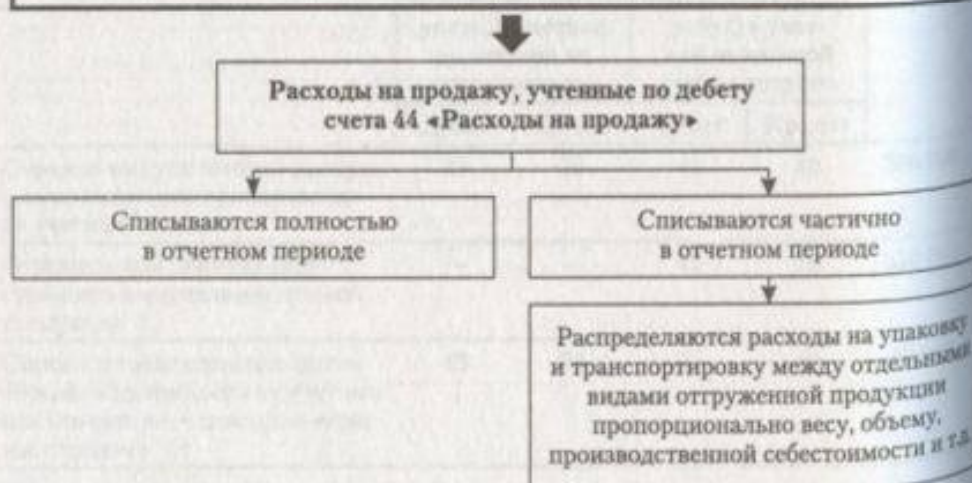 Расходы на продажу, учтенные по дебету
счета 44 «Расходы на продажу»
Списываются полностью
в отчетном периоде
Списываются частично
в отчетном периоде
Распределяются расходы на упаковку
и транспортировку между отдельными
видами отгруженной продукции
пропорционально весу, объему,
производственной себестоимости и т.д.